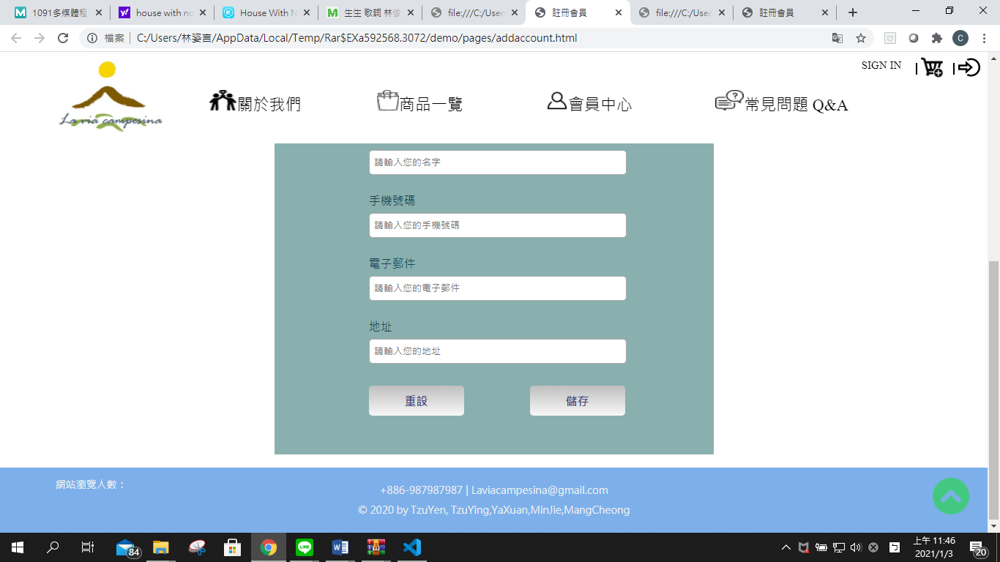 1091多媒體程
house with no
House With N
生生 歌詞 林俊
file:///C:/User
註冊會員
file:///C:/User
註冊會員
檔案 | C:/Users/林姿言/AppData/Local/Temp/Rar$EXa592568.3072/demo/pages/addaccount.html
SIGN IN
La via campesina
關於我們
商品一覽
會員中心
常見問題 Q&A
請輸入您的名字
手機號碼
請輸入您的手機號碼
電子郵件
請輸入您的電子郵件
地址
請輸入您的地址
重設
儲存
網站瀏覽人數：
+886-987987987 | Laviacampesina@gmail.com
© 2020 by TzuYen, TzuYing,YaXuan,MinJie,MangCheong
84
上午 11:46
2021/1/3
20